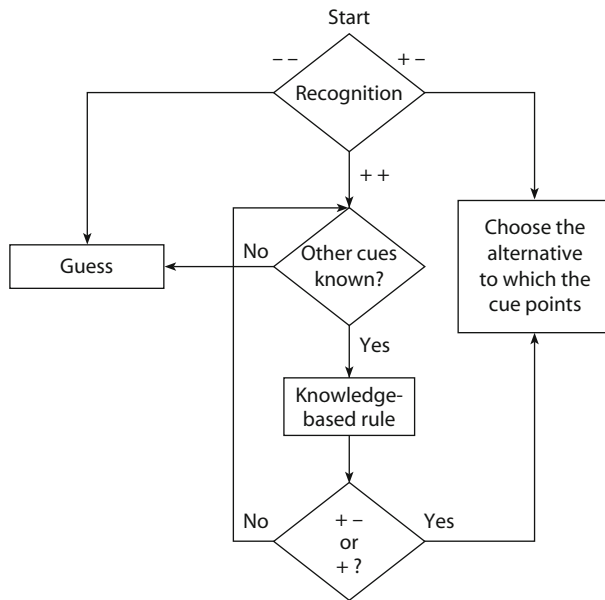 Start
– –
+ –
Recognition
+ +
Guess
No
Other cues
known?
Choose the
alternative
to which the
cue points
Yes
Knowledge-
based rule
No
+ –
or
+ ?
Yes